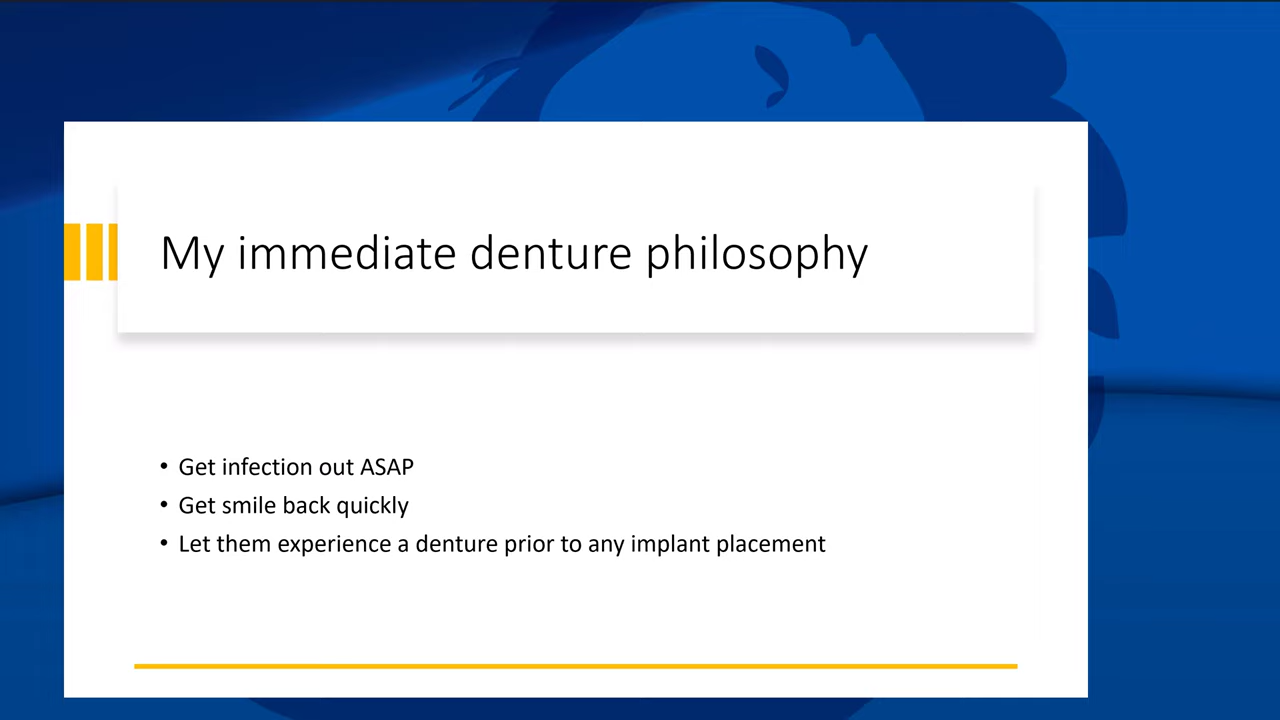 My immediate denture philosophy
• Get infection out ASAP
• Get smile back quickly
• Let them experience a denture prior to any implant placement